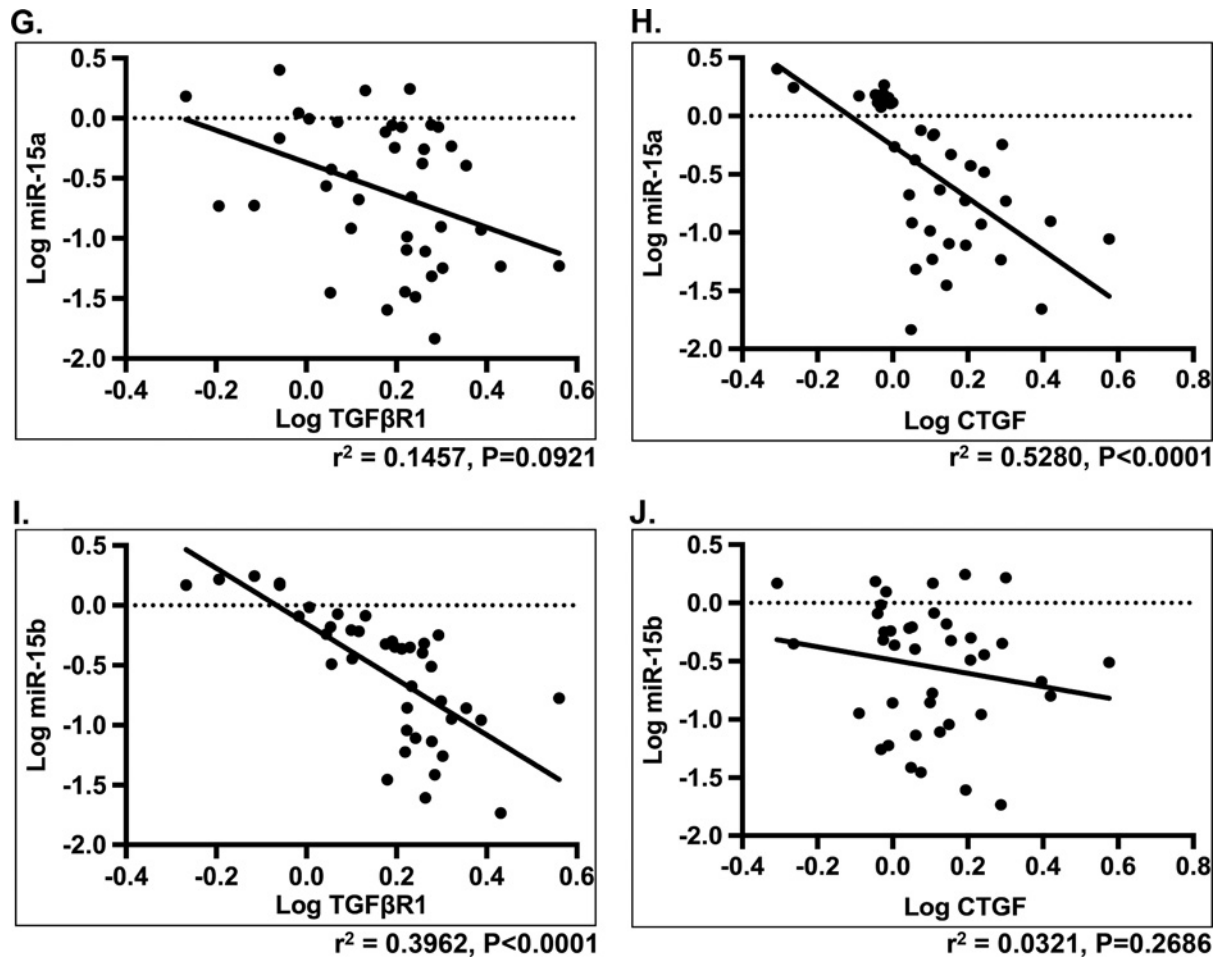 G.
Log miR-15a
0.5
0.0
-0.5
-1.0
-1.5
-2.0
-0.4 -0.2 0.0 0.2 0.4 0.6
Log TGFβR1
r² = 0.1457, P=0.0921
H.
Log miR-15a
0.5
0.0
-0.5
-1.0
-1.5
-2.0
-0.4 -0.2 0.0 0.2 0.4 0.6 0.8
Log CTGF
r² = 0.5280, P<0.0001
I.
Log miR-15b
0.5
0.0
-0.5
-1.0
-1.5
-2.0
-0.4 -0.2 0.0 0.2 0.4 0.6
Log TGFβR1
r² = 0.3962, P<0.0001
J.
Log miR-15b
0.5
0.0
-0.5
-1.0
-1.5
-2.0
-0.4 -0.2 0.0 0.2 0.4 0.6 0.8
Log CTGF
r² = 0.0321, P=0.2686